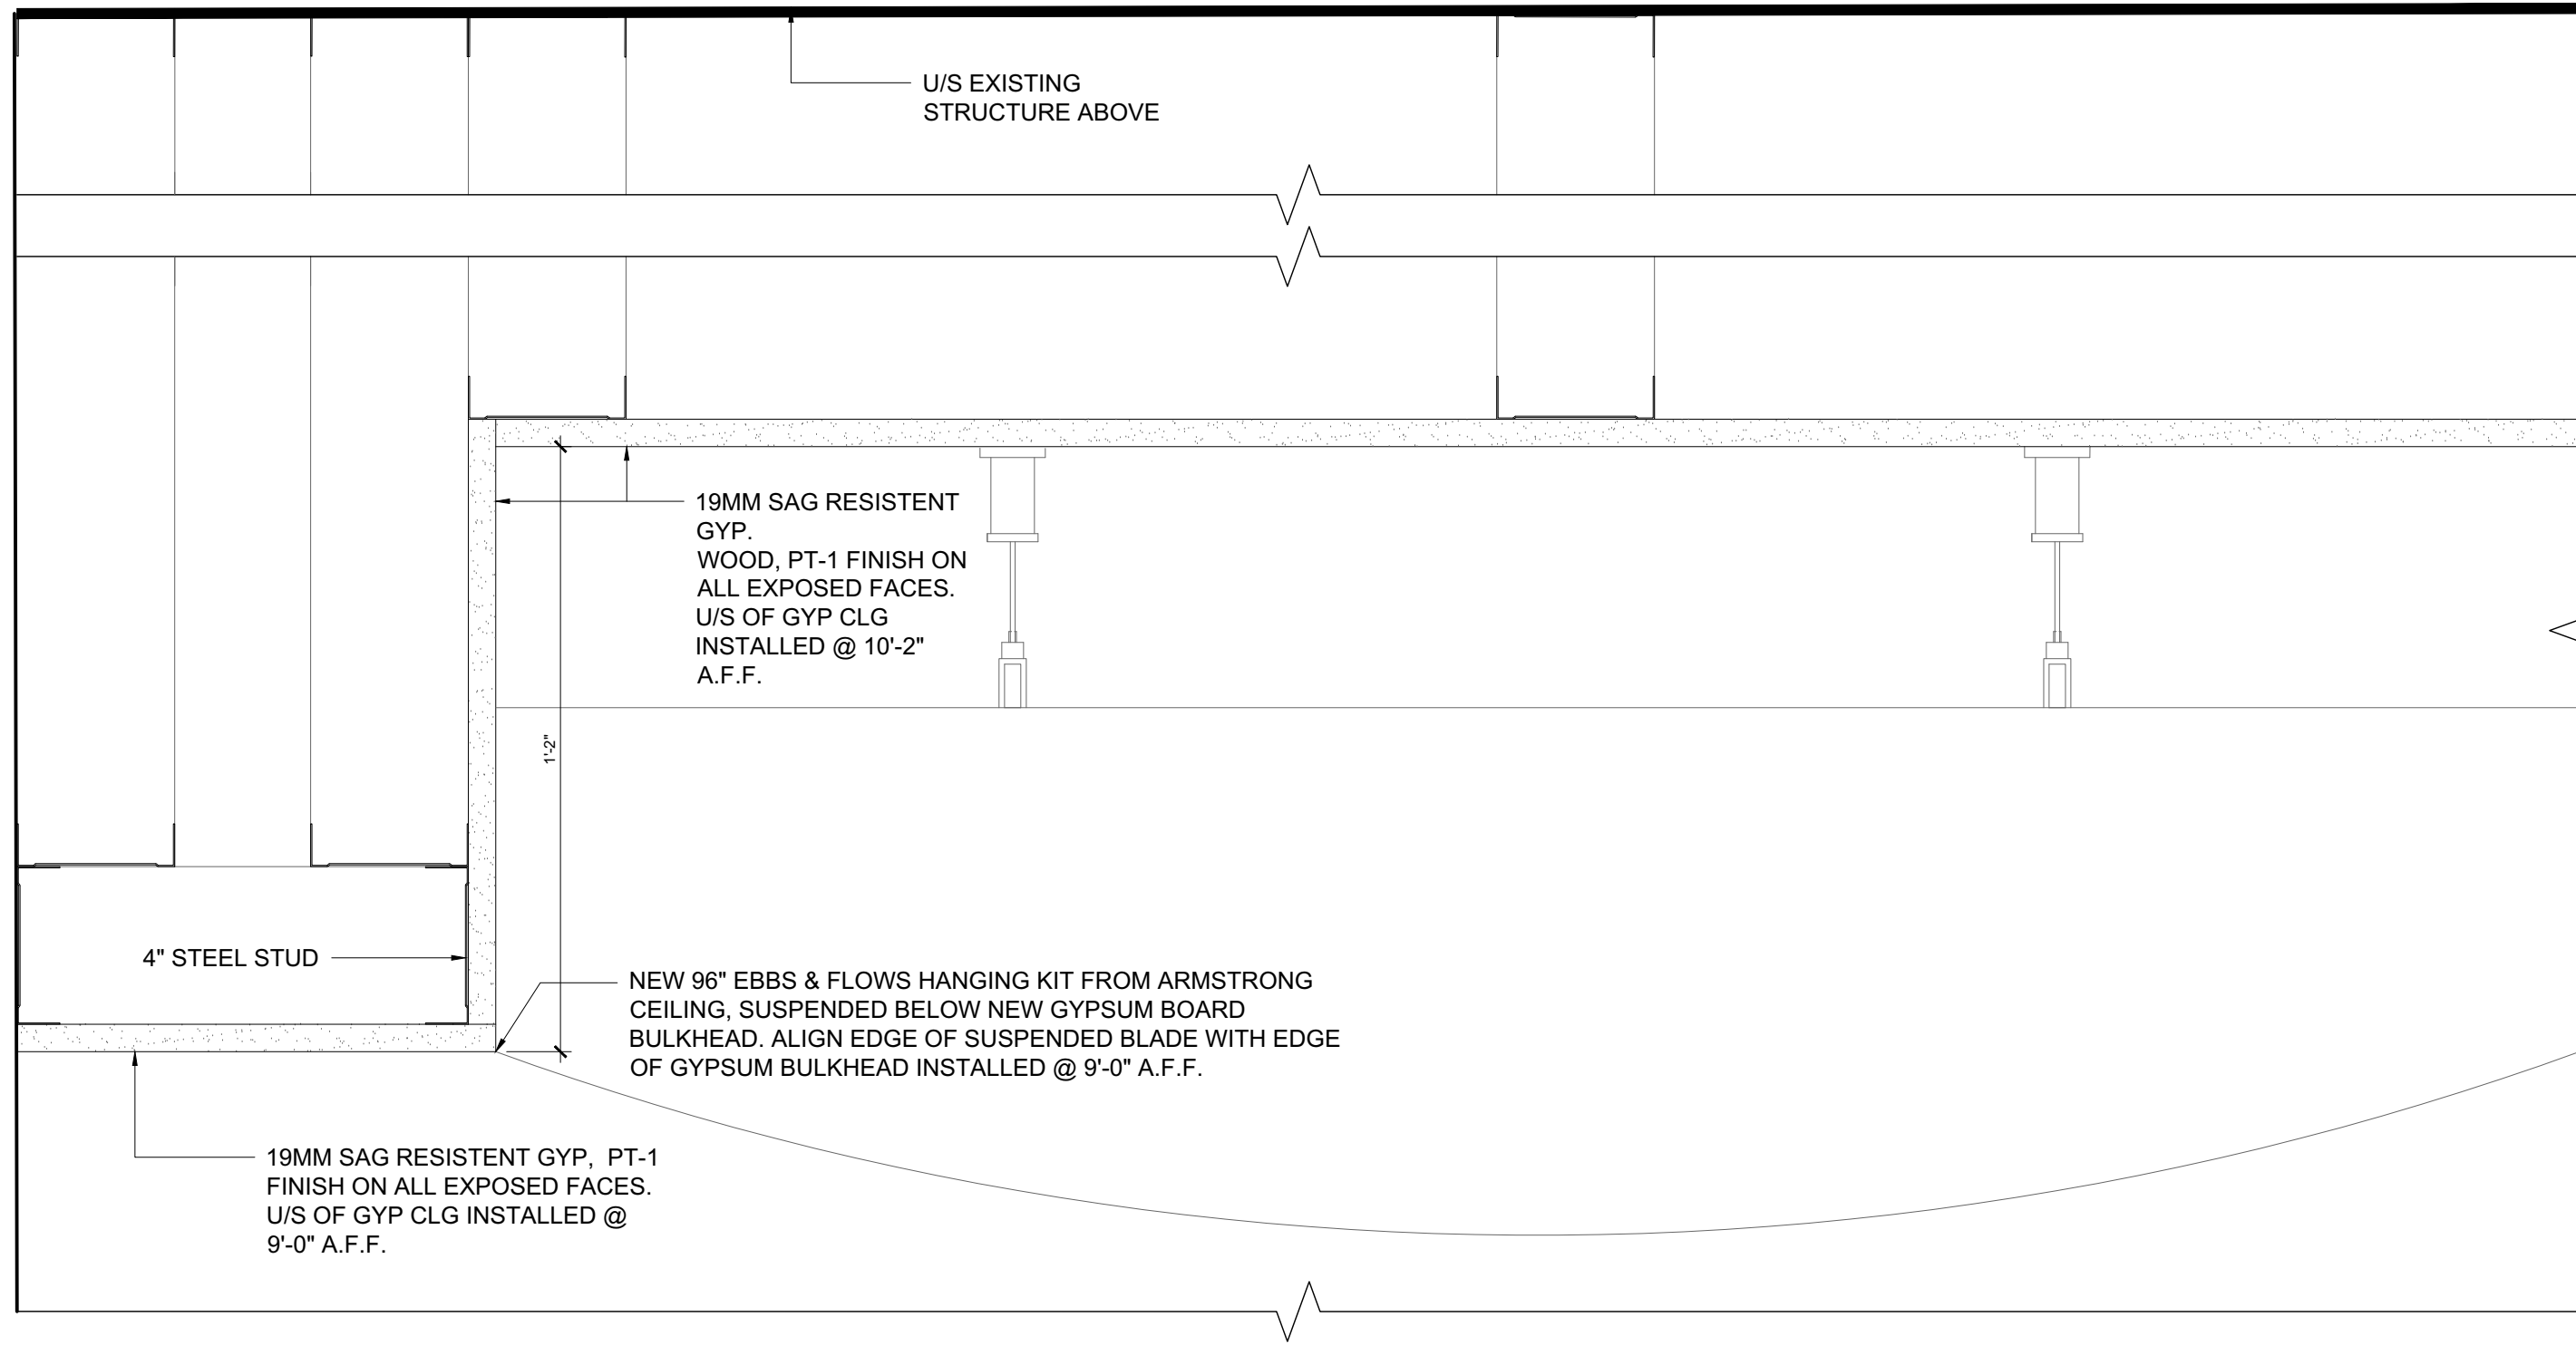 U/S EXISTING
STRUCTURE ABOVE
19MM SAG RESISTENT
GYP.
WOOD, PT-1 FINISH ON
ALL EXPOSED FACES.
U/S OF GYP CLG
INSTALLED @ 10'-2"
A.F.F.
1'-2"
4" STEEL STUD
NEW 96" EBBS & FLOWS HANGING KIT FROM ARMSTRONG
CEILING, SUSPENDED BELOW NEW GYPSUM BOARD
BULKHEAD. ALIGN EDGE OF SUSPENDED BLADE WITH EDGE
OF GYPSUM BULKHEAD INSTALLED @ 9'-0" A.F.F.
19MM SAG RESISTENT GYP,  PT-1
FINISH ON ALL EXPOSED FACES.
U/S OF GYP CLG INSTALLED @
9'-0" A.F.F.